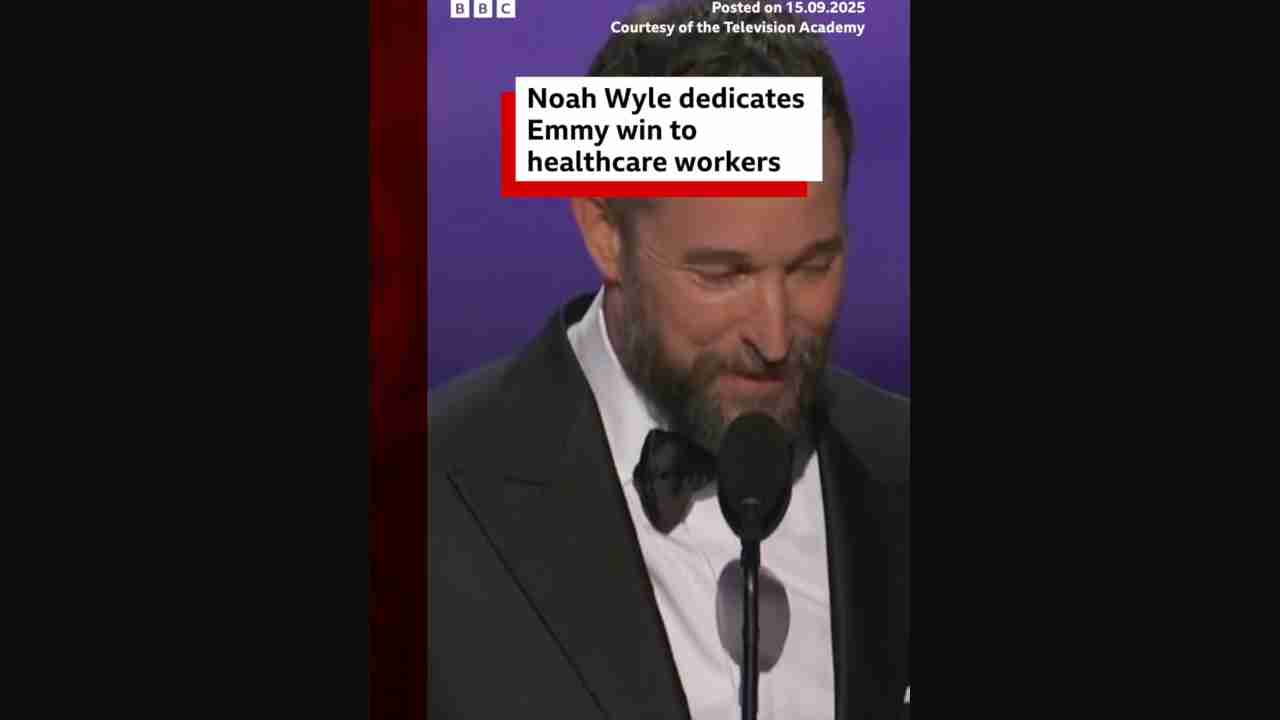 BBC
Posted on 15.09.2025
Courtesy of the Television Academy
Noah Wyle dedicates
Emmy win to
healthcare workers